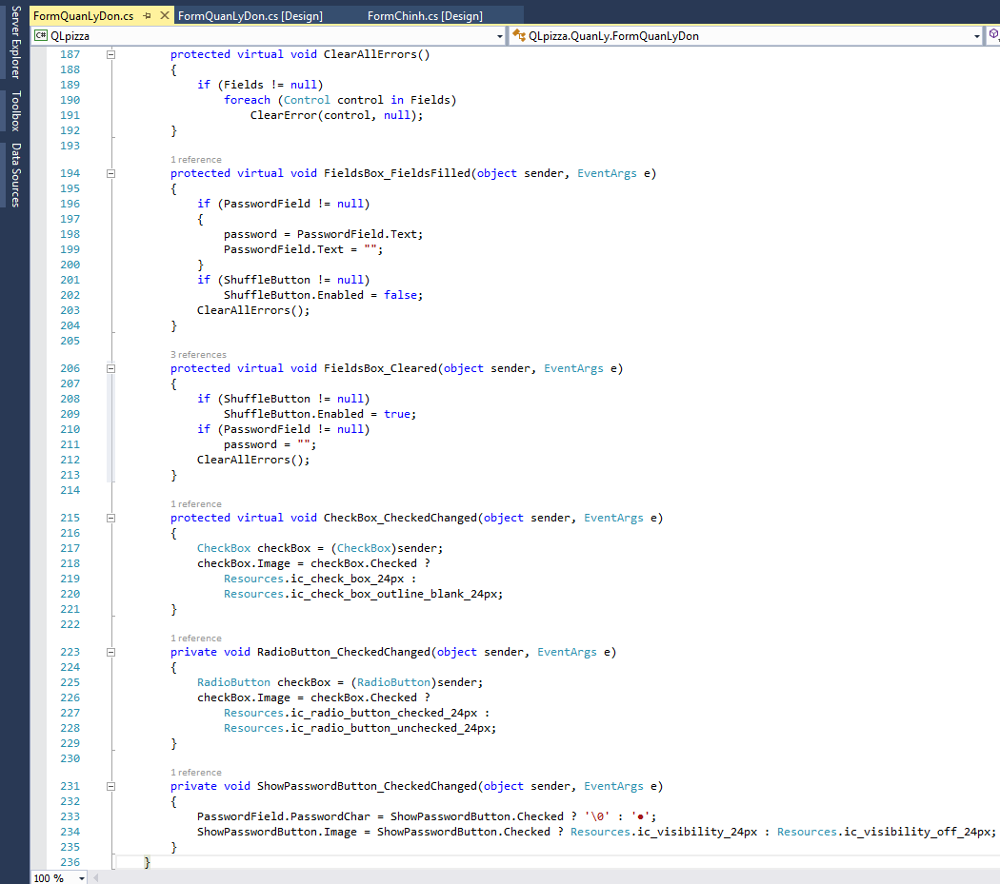 FormQuanLyDon.cs FormQuanLyDon.cs [Design] FormChinh.cs [Design]
Server Explorer
Toolbox
Data Sources
C# QLpizza QLpizza.QuanLy.FormQuanLyDon
187 protected virtual void ClearAllErrors()
188 {
189 if (Fields != null)
190 foreach (Control control in Fields)
191 ClearError(control, null);
192 }
193
1 reference
194 protected virtual void FieldsBox_FieldsFilled(object sender, EventArgs e)
195 {
196 if (PasswordField != null)
197 {
198 password = PasswordField.Text;
199 PasswordField.Text = "";
200 }
201 if (ShuffleButton != null)
202 ShuffleButton.Enabled = false;
203 ClearAllErrors();
204 }
205
3 references
206 protected virtual void FieldsBox_Cleared(object sender, EventArgs e)
207 {
208 if (ShuffleButton != null)
209 ShuffleButton.Enabled = true;
210 if (PasswordField != null)
211 password = "";
212 ClearAllErrors();
213 }
214
1 reference
215 protected virtual void CheckBox_CheckedChanged(object sender, EventArgs e)
216 {
217 CheckBox checkBox = (CheckBox)sender;
218 checkBox.Image = checkBox.Checked ?
219 Resources.ic_check_box_24px :
220 Resources.ic_check_box_outline_blank_24px;
221 }
222
1 reference
223 private void RadioButton_CheckedChanged(object sender, EventArgs e)
224 {
225 RadioButton checkBox = (RadioButton)sender;
226 checkBox.Image = checkBox.Checked ?
227 Resources.ic_radio_button_checked_24px :
228 Resources.ic_radio_button_unchecked_24px;
229 }
230
1 reference
231 private void ShowPasswordButton_CheckedChanged(object sender, EventArgs e)
232 {
233 PasswordField.PasswordChar = ShowPasswordButton.Checked ? '\0' : '●';
234 ShowPasswordButton.Image = ShowPasswordButton.Checked ? Resources.ic_visibility_24px : Resources.ic_visibility_off_24px;
235 }
236 }
100 %